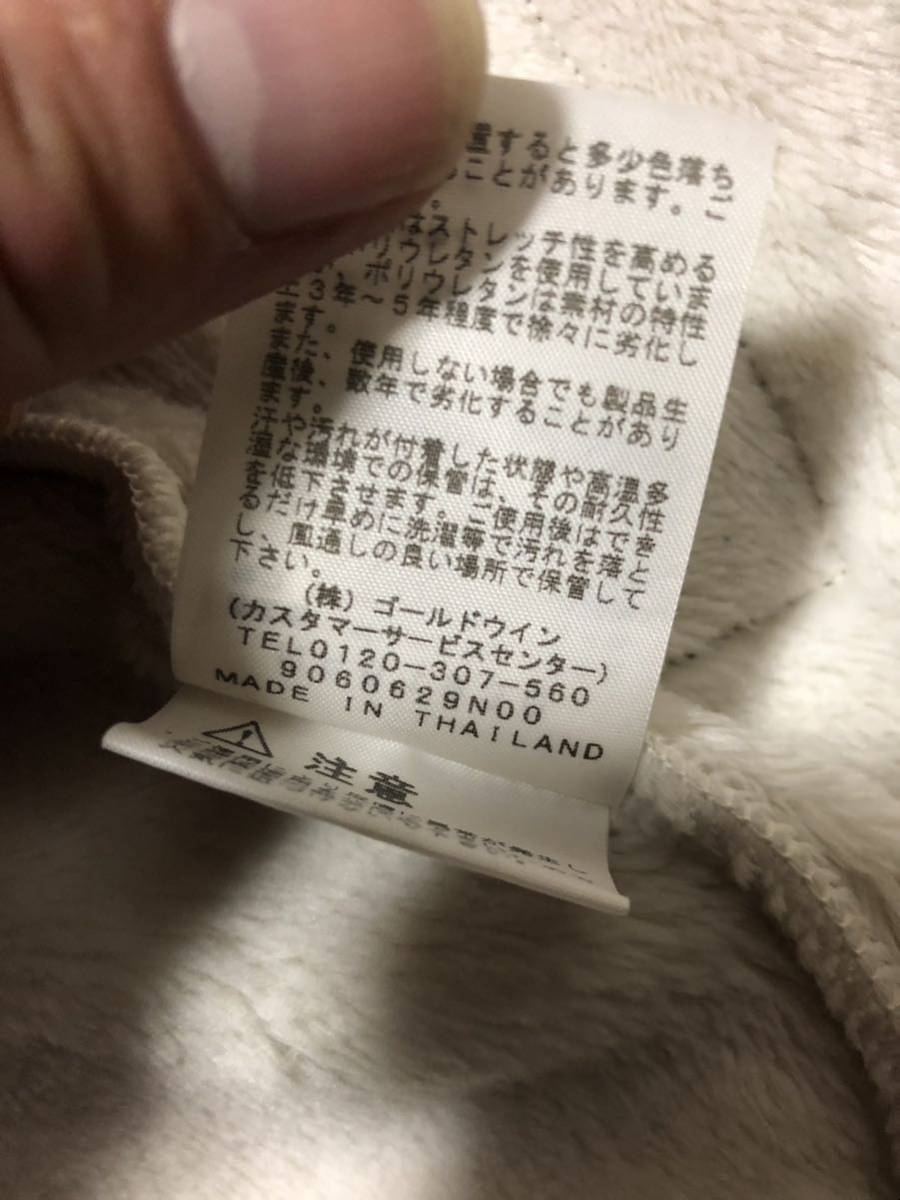 すると多少色落ち
ことがあります。ご
。
はストレッチ性を高める
リウレタンを使用していま
ポリウレタンは素材の特性
3年〜5年程度で徐々に劣化し
ます。
また、使用しない場合でも製品生
産後、数年で劣化することがあり
ます。
汗や汚れが付着した状態や高温多
湿な環境での保管は、その耐久性
を低下させます。ご使用後はでき
るだけ早めに洗濯等で汚れを落と
し、風通しの良い場所で保管して
下さい。
(株)ゴールドウイン
(カスタマーサービスセンター)
TEL0120-307-560
9060629N00
MADE IN THAILAND
注意